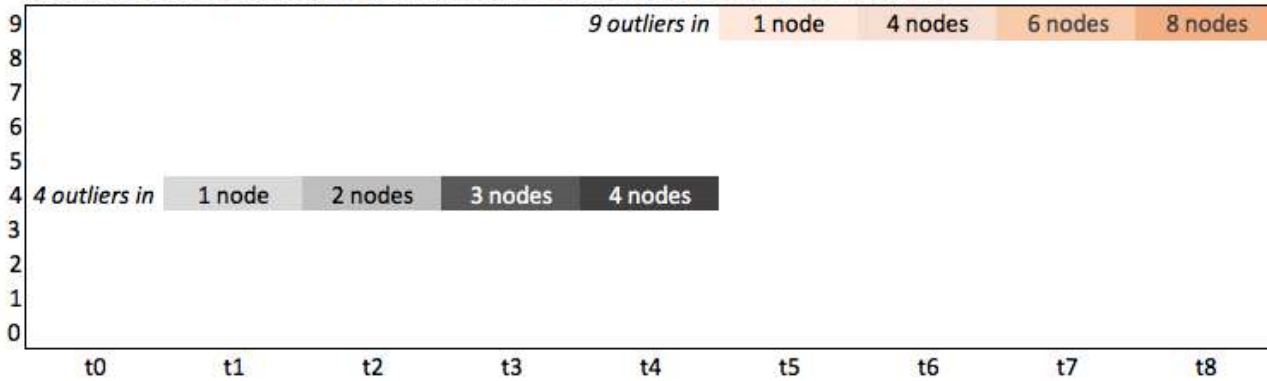 9 9 outliers in 1 node 4 nodes 6 nodes 8 nodes
8
7
6
5
4 4 outliers in 1 node 2 nodes 3 nodes 4 nodes
3
2
1
0
t0 t1 t2 t3 t4 t5 t6 t7 t8